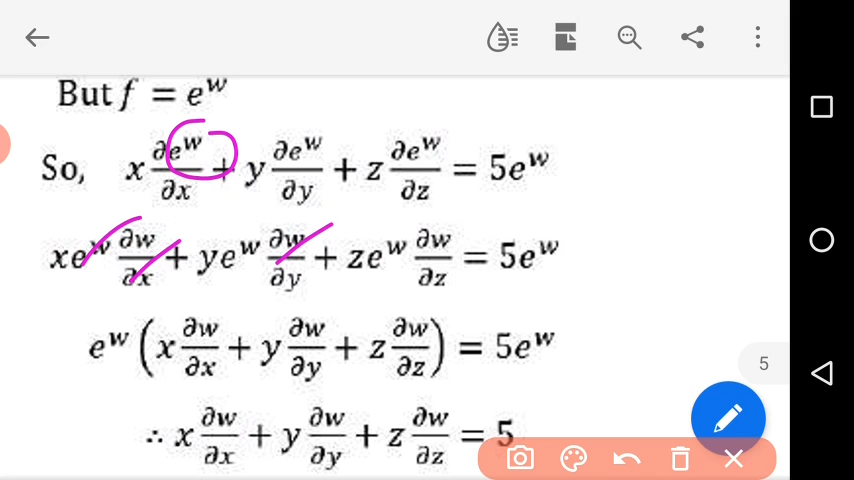 But f = e^w
So, x ∂e^w/∂x + y ∂e^w/∂y + z ∂e^w/∂z = 5e^w
xe^w ∂w/∂x + ye^w ∂w/∂y + ze^w ∂w/∂z = 5e^w
e^w (x ∂w/∂x + y ∂w/∂y + z ∂w/∂z) = 5e^w
5
∴ x ∂w/∂x + y ∂w/∂y + z ∂w/∂z = 5